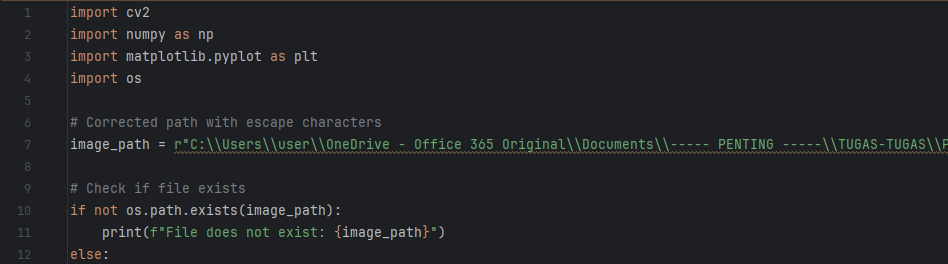 1 import cv2
2 import numpy as np
3 import matplotlib.pyplot as plt
4 import os
5
6 # Corrected path with escape characters
7 image_path = r"C:\\Users\\user\\OneDrive - Office 365 Original\\Documents\\----- PENTING -----\\TUGAS-TUGAS\\P
8
9 # Check if file exists
10 if not os.path.exists(image_path):
11     print(f"File does not exist: {image_path}")
12 else: